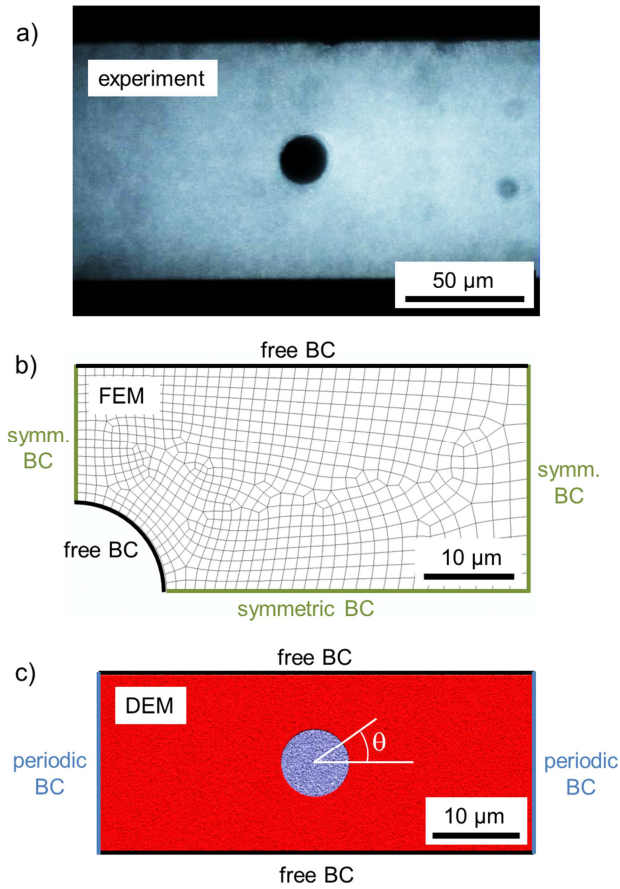 a)
experiment
50 µm
b)
free BC
FEM
symm.
BC
symm.
BC
free BC
10 µm
symmetric BC
c)
free BC
DEM
θ
periodic
BC
periodic
BC
10 µm
free BC